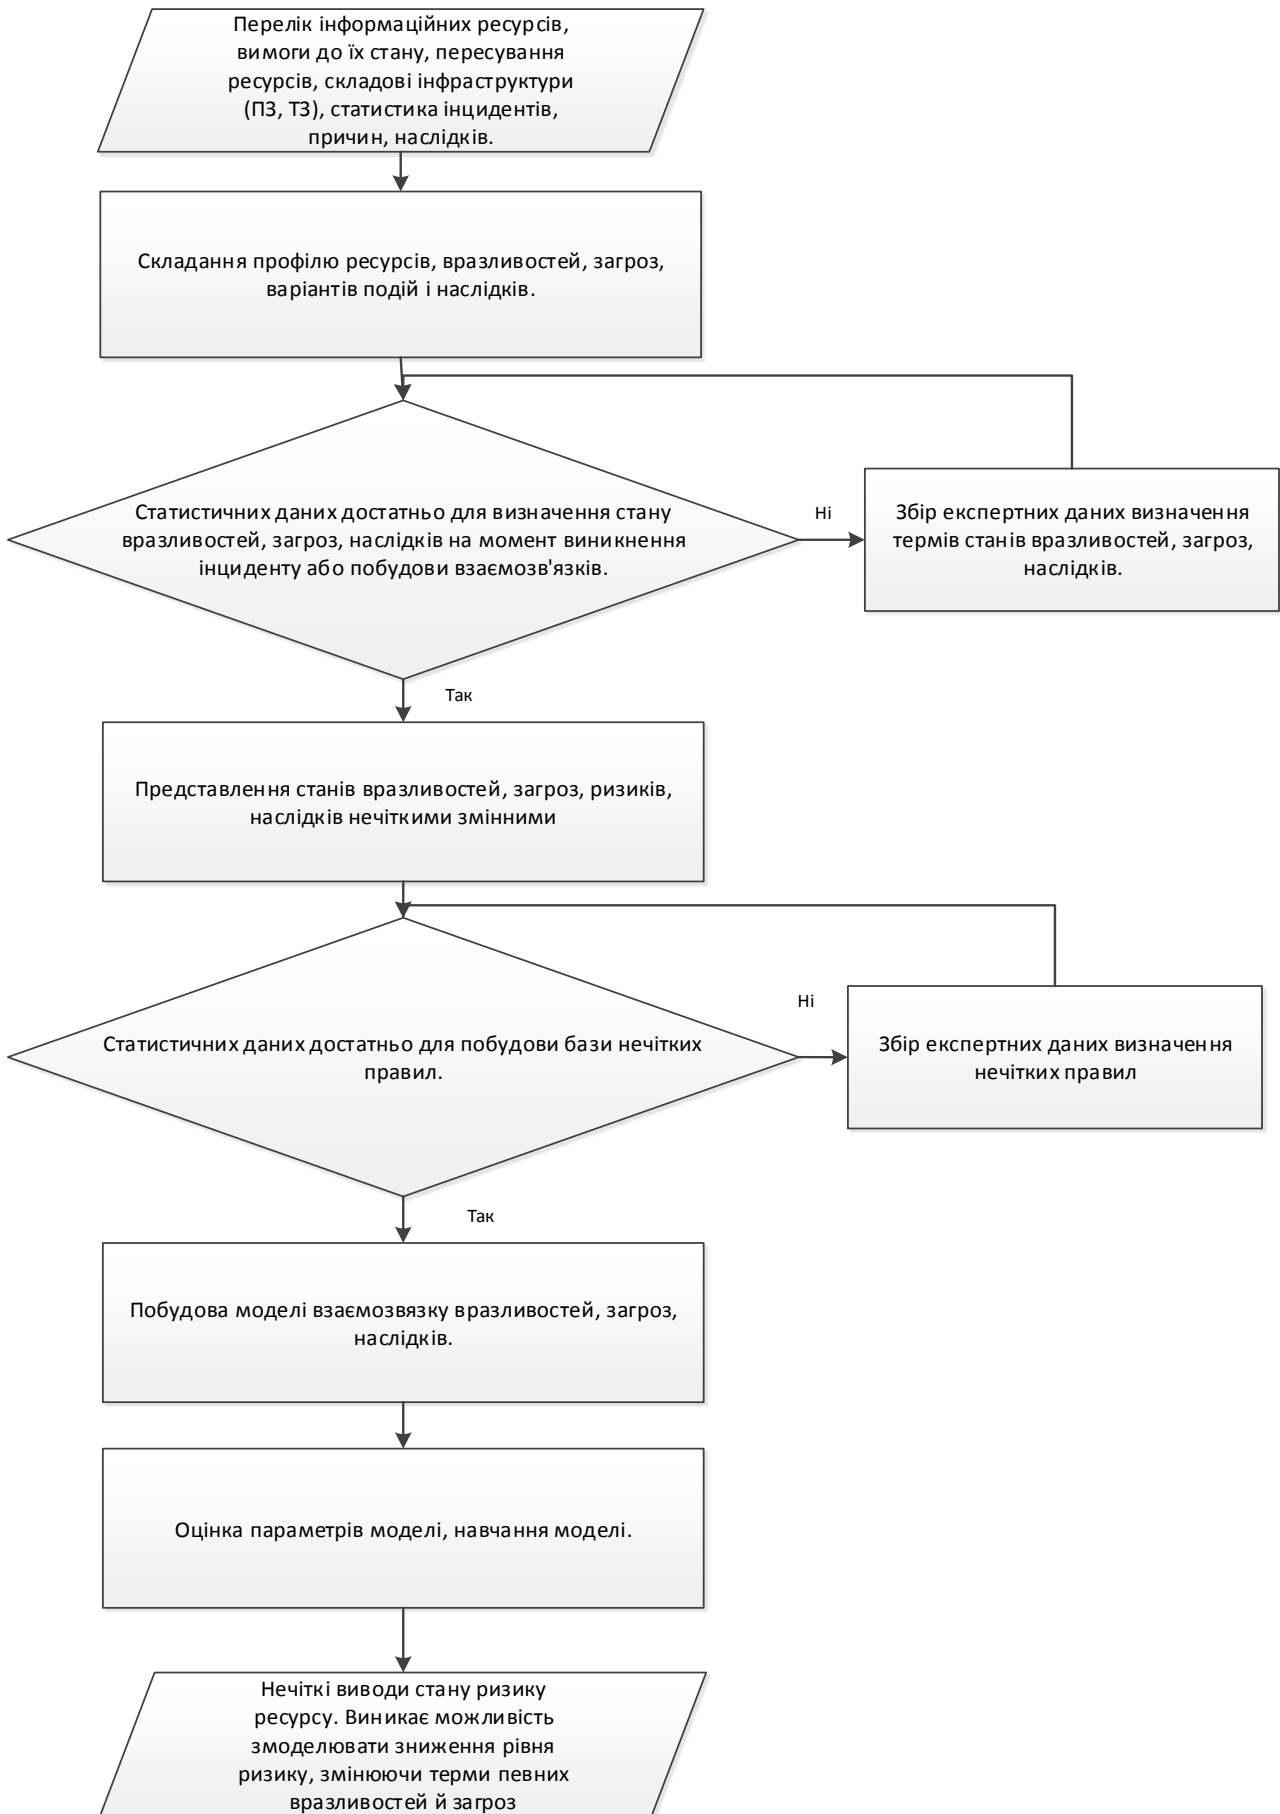 Перелік інформаційних ресурсів,
вимоги до їх стану, пересування
ресурсів, складові інфраструктури
(ПЗ, ТЗ), статистика інцидентів,
причин, наслідків.
Складання профілю ресурсів, вразливостей, загроз,
варіантів подій і наслідків.
Статистичних даних достатньо для визначення стану
вразливостей, загроз, наслідків на момент виникнення
інциденту або побудови взаємозв'язків.
Ні
Збір експертних даних визначення
термів станів вразливостей, загроз,
наслідків.
Так
Представлення станів вразливостей, загроз, ризиків,
наслідків нечіткими змінними
Статистичних даних достатньо для побудови бази нечітких
правил.
Ні
Збір експертних даних визначення
нечітких правил
Так
Побудова моделі взаємозвязку вразливостей, загроз,
наслідків.
Оцінка параметрів моделі, навчання моделі.
Нечіткі виводи стану ризику
ресурсу. Виникає можливість
змоделювати зниження рівня
ризику, змінюючи терми певних
вразливостей й загроз